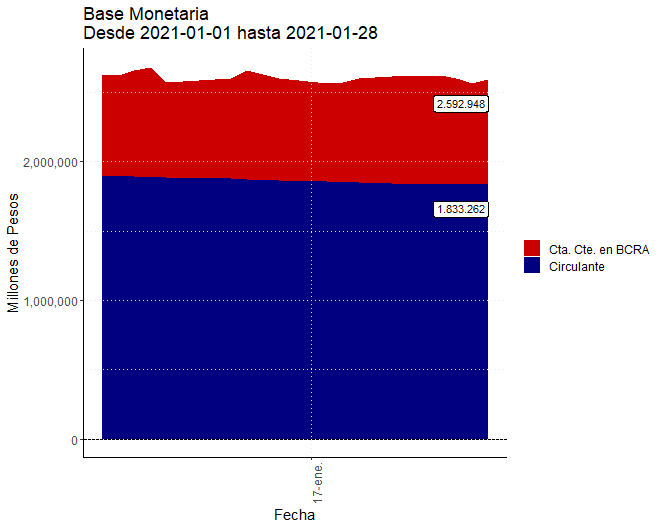 Base Monetaria
Desde 2021-01-01 hasta 2021-01-28
2.592.948
2,000,000
1.833.262
Millones de Pesos
Cta. Cte. en BCRA
Circulante
1,000,000
0
17-ene.
Fecha